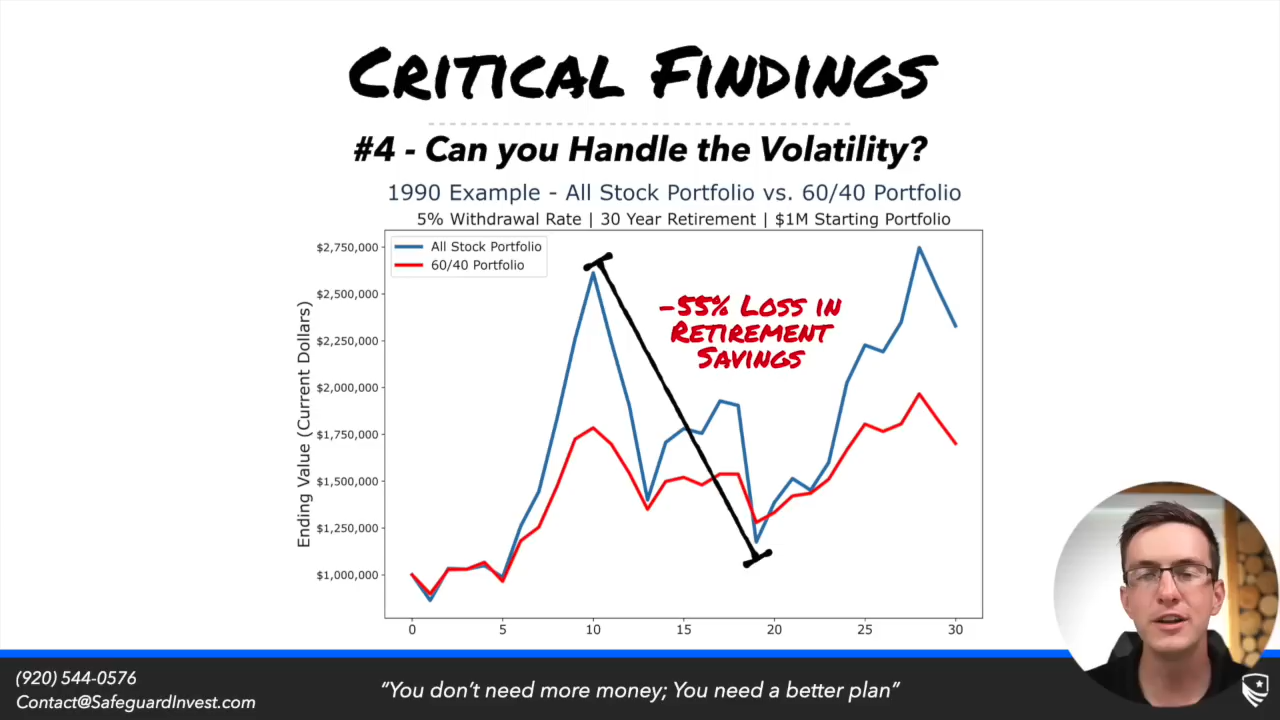 CRITICAL FINDINGS
#4 - Can you Handle the Volatility?
1990 Example - All Stock Portfolio vs. 60/40 Portfolio
5% Withdrawal Rate | 30 Year Retirement | $1M Starting Portfolio
All Stock Portfolio
60/40 Portfolio
Ending Value (Current Dollars)
$2,750,000
$2,500,000
$2,250,000
$2,000,000
$1,750,000
$1,500,000
$1,250,000
$1,000,000
-55% LOSS IN
RETIREMENT
SAVINGS
0 5 10 15 20 25 30
(920) 544-0576
Contact@SafeguardInvest.com
“You don’t need more money; You need a better plan”